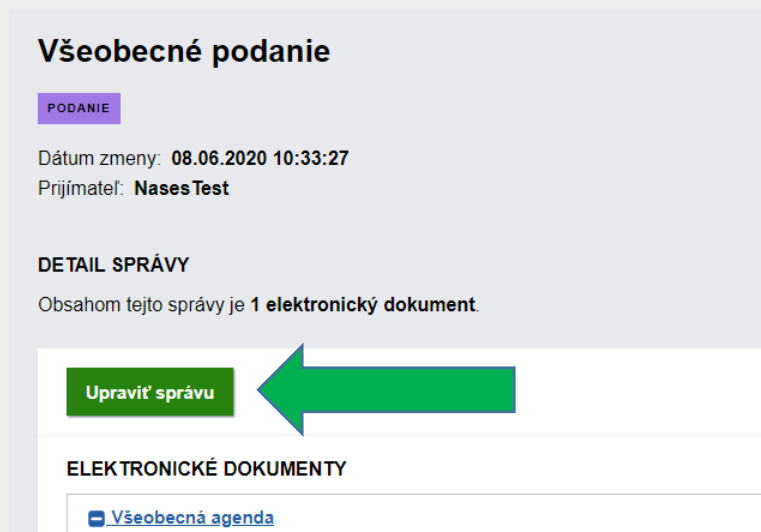 Všeobecné podanie
PODANIE
Dátum zmeny: 08.06.2020 10:33:27
Prijímateľ: NasesTest
DETAIL SPRÁVY
Obsahom tejto správy je 1 elektronický dokument.
Upraviť správu
ELEKTRONICKÉ DOKUMENTY
Všeobecná agenda